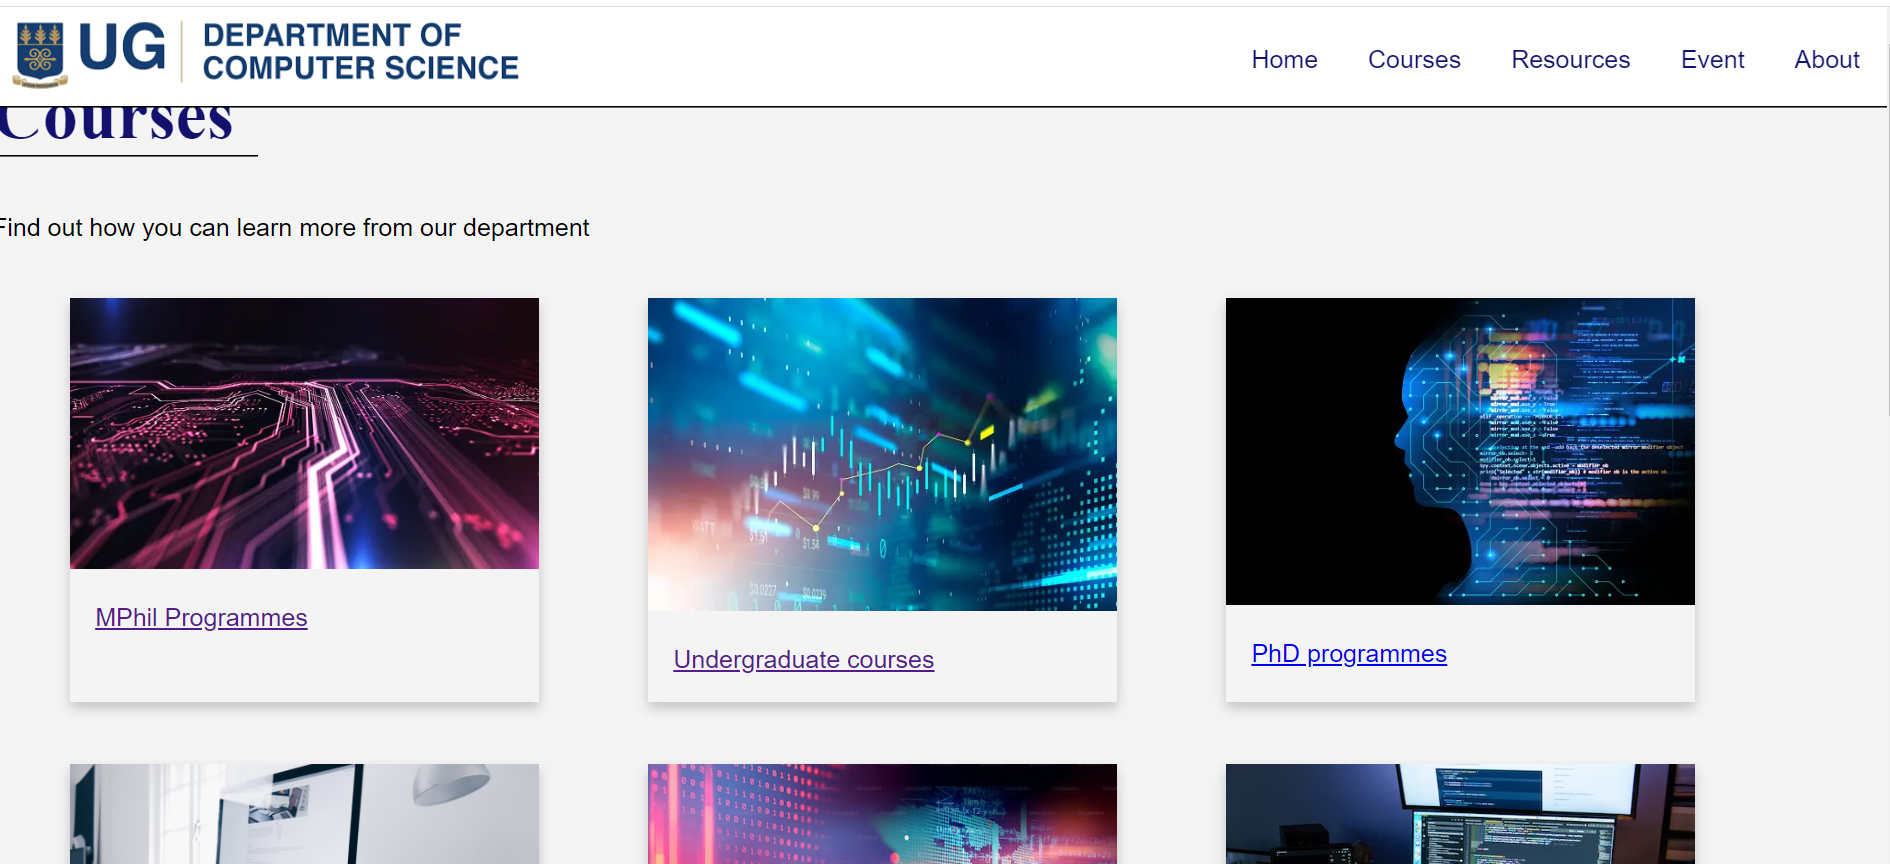 UG
DEPARTMENT OF
COMPUTER SCIENCE
Home
Courses
Resources
Event
About
Courses
Find out how you can learn more from our department
MPhil Programmes
Undergraduate courses
PhD programmes